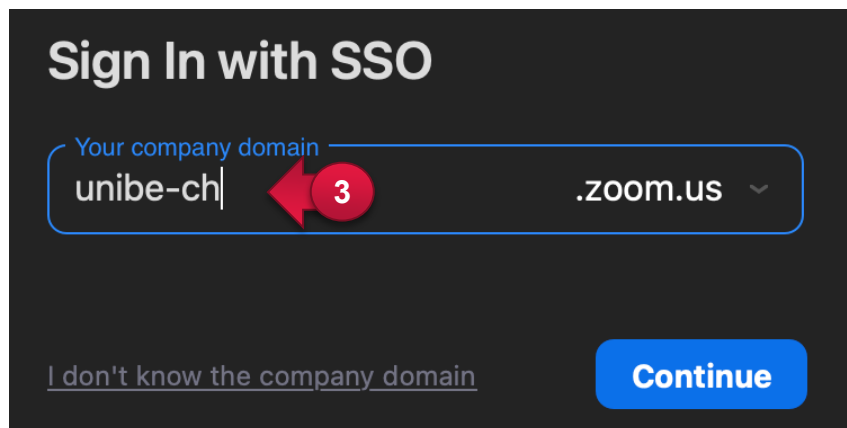 Sign In with SSO
Your company domain
unibe-ch 3 .zoom.us
I don't know the company domain
Continue